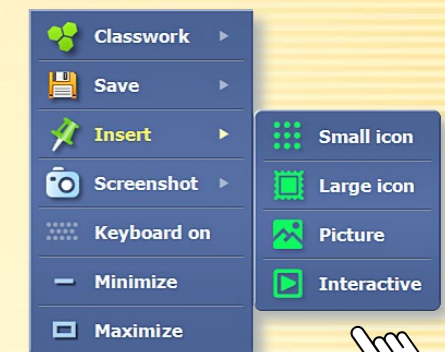 Classwork
Save
Insert
Screenshot
Keyboard on
Minimize
Maximize
Small icon
Large icon
Picture
Interactive